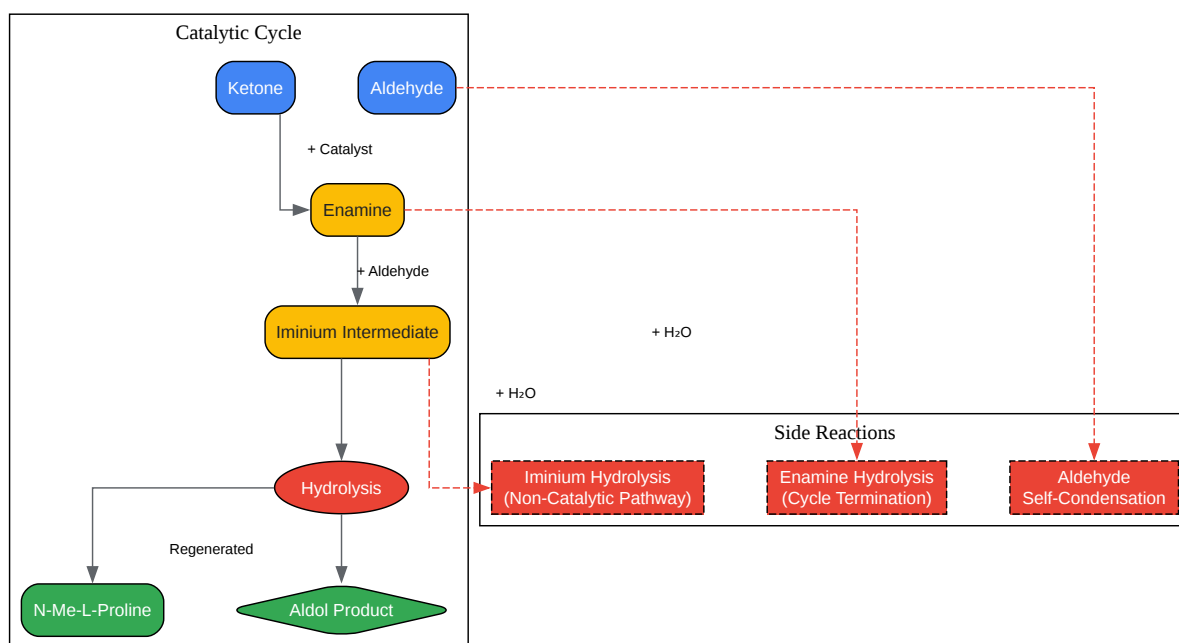 Catalytic Cycle
Ketone
Aldehyde
+ Catalyst
Enamine
+ Aldehyde
Iminium Intermediate
+ H₂O
+ H₂O
Side Reactions
Iminium Hydrolysis
(Non-Catalytic Pathway)
Enamine Hydrolysis
(Cycle Termination)
Aldehyde
Self-Condensation
Hydrolysis
Regenerated
N-Me-L-Proline
Aldol Product